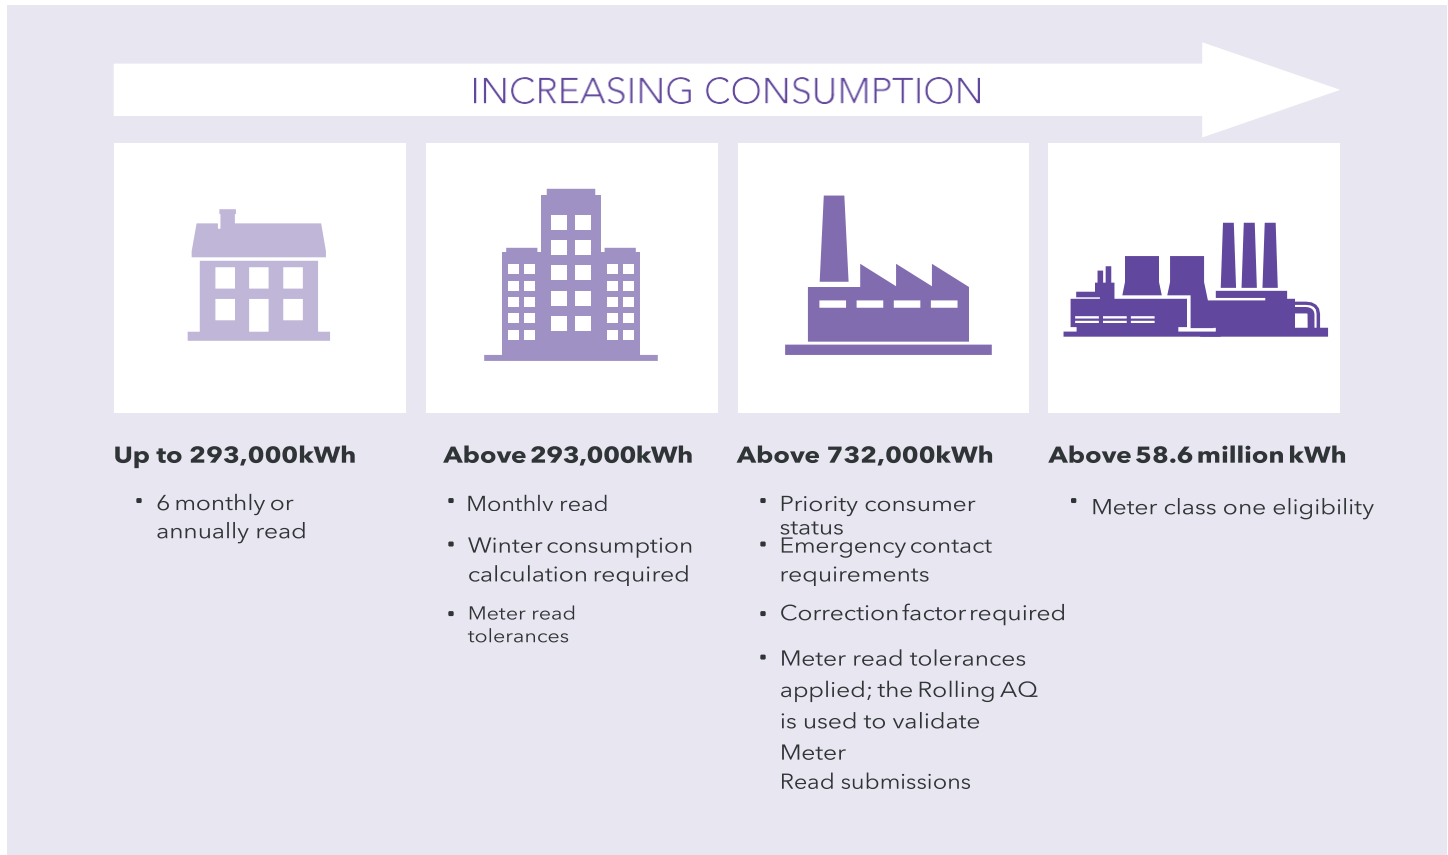 INCREASING CONSUMPTION
Up to 293,000kWh
▪ 6 monthly or
annually read
Above 293,000kWh
▪ Monthlv read
▪ Winter consumption
calculation required
▪ Meter read
tolerances
Above 732,000kWh
▪ Priority consumer
status
▪ Emergency contact
requirements
▪ Correction factor required
▪ Meter read tolerances
applied; the Rolling AQ
is used to validate
Meter
Read submissions
Above 58.6 million kWh
▪ Meter class one eligibility